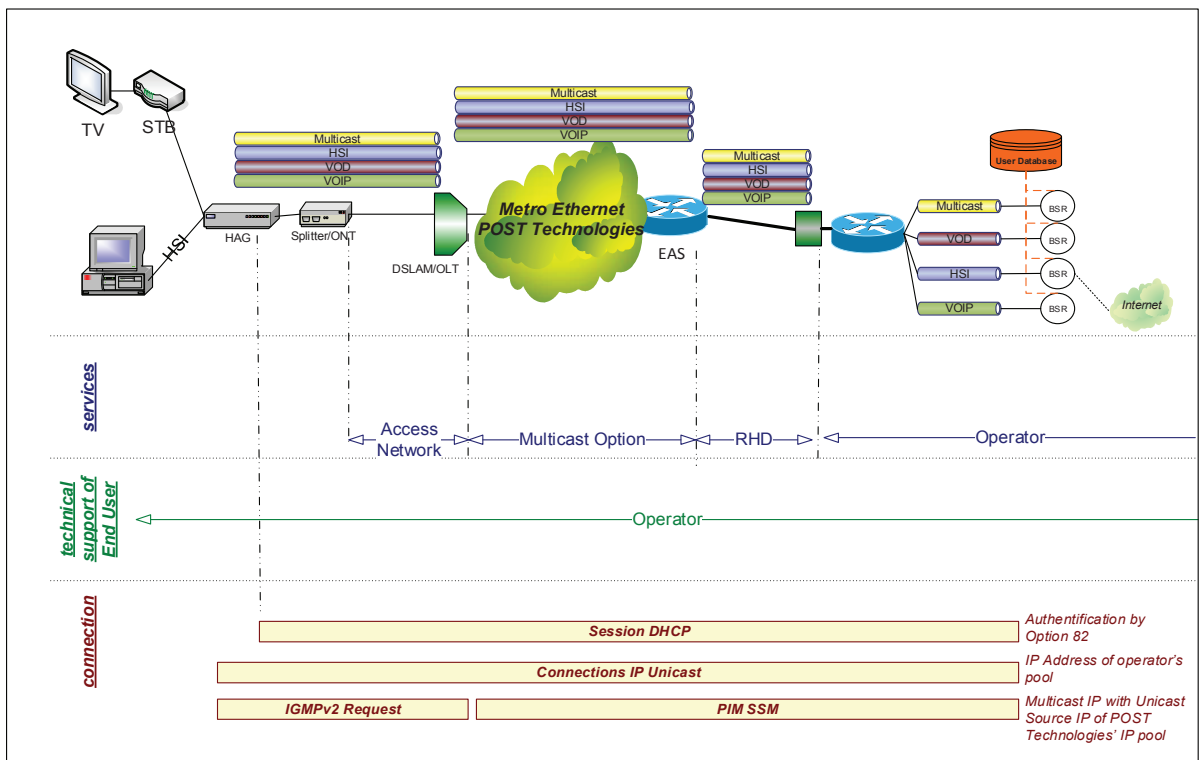 Multicast
HSI
VOD
VOIP
Multicast
HSI
VOD
VOIP
Multicast
HSI
VOD
VOIP
TV
STB
HSI
HAG
Splitter/ONT
DSLAM/OLT
Metro Ethernet
POST Technologies
EAS
User Database
Multicast
VOD
HSI
VOIP
BSR
BSR
BSR
BSR
Internet
services
Access
Network
Multicast Option
RHD
Operator
technical
support of
End User
Operator
connection
Session DHCP
Authentification by
Option 82
Connections IP Unicast
IP Address of operator's
pool
IGMPv2 Request
PIM SSM
Multicast IP with Unicast
Source IP of POST
Technologies' IP pool